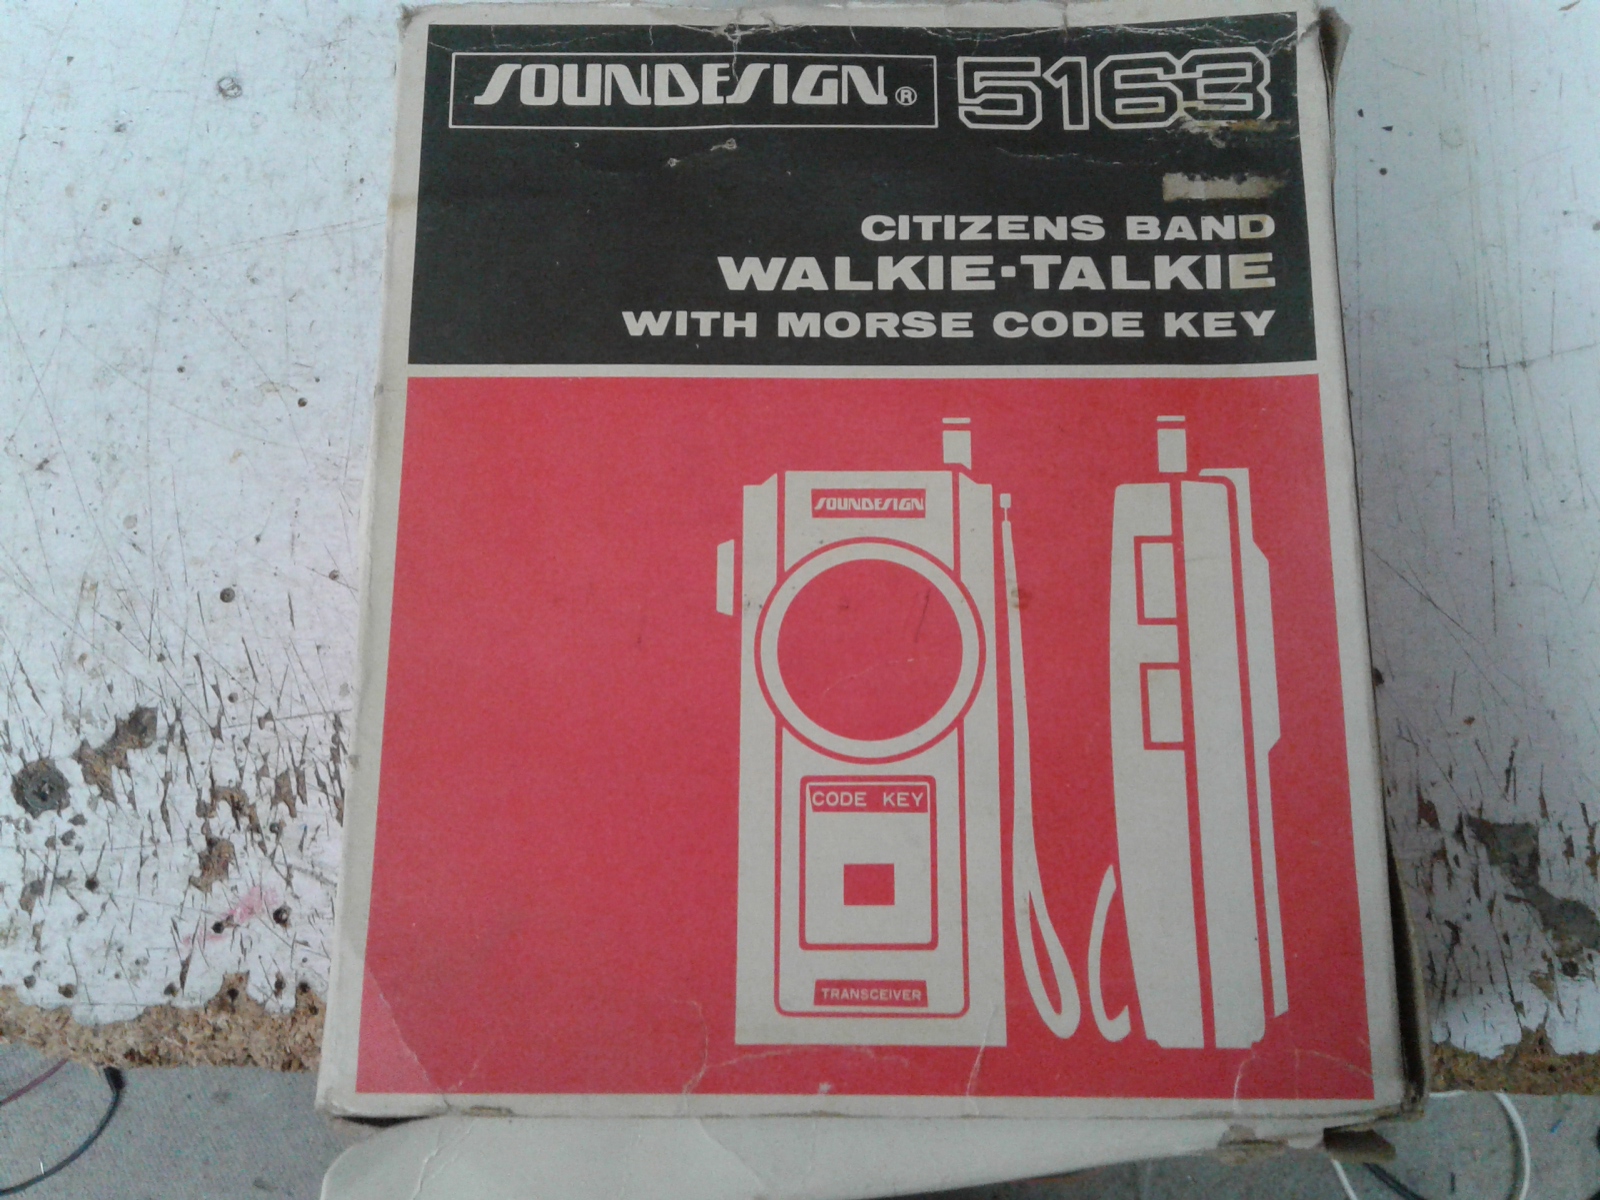 SOUNDESIGN® 5163
CITIZENS BAND
WALKIE-TALKIE
WITH MORSE CODE KEY
SOUNDESIGN
CODE KEY
TRANSCEIVER